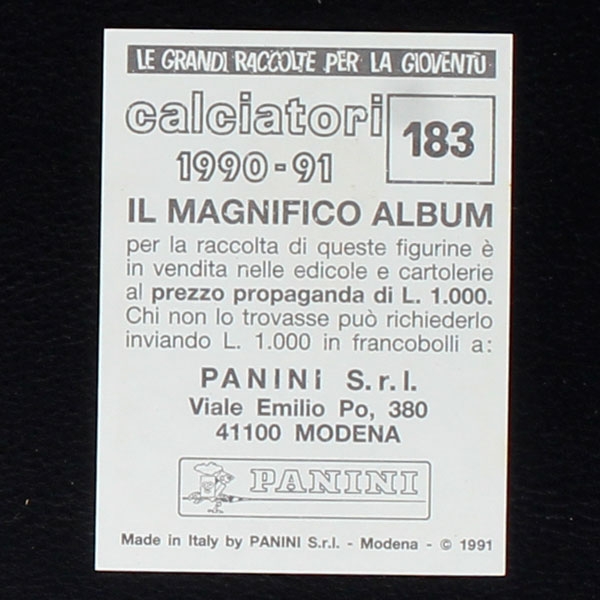 LE GRANDI RACCOLTE PER LA GIOVENTÙ
calciatori 183
1990-91
IL MAGNIFICO ALBUM
per la raccolta di queste figurine è
in vendita nelle edicole e cartolerie
al prezzo propaganda di L. 1.000.
Chi non lo trovasse può richiederlo
inviando L. 1.000 in francobolli a:
PANINI S.r.l.
Viale Emilio Po, 380
41100 MODENA
PANINI
Made in Italy by PANINI S.r.l. - Modena - © 1991